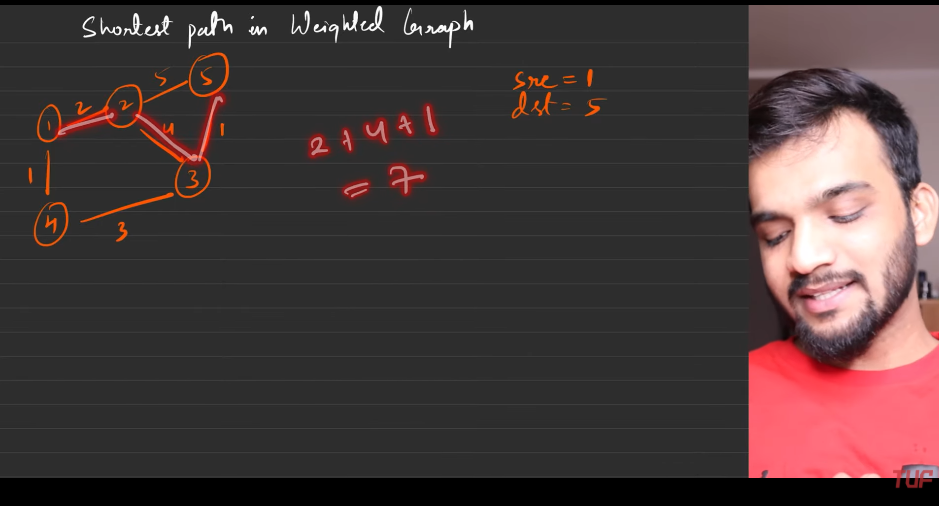 Shortest path in Weighted Graph
5 5
src = 1
2 2
dst = 5
1
4 1
2 + 4 + 1
3
= 7
1
4
3
TUF